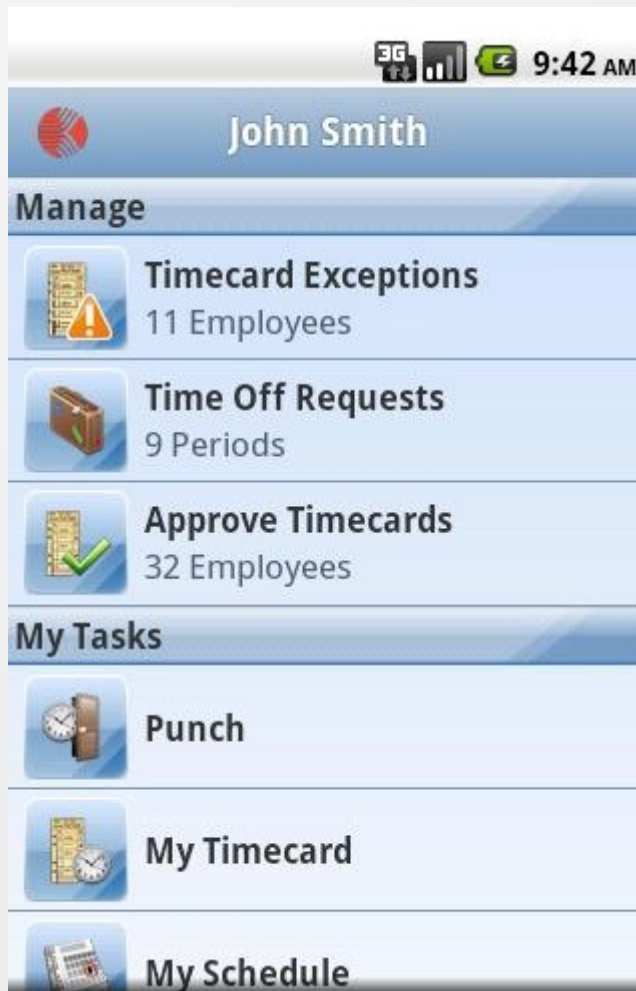 3G 9:42 AM
John Smith
Manage
Timecard Exceptions
11 Employees
Time Off Requests
9 Periods
Approve Timecards
32 Employees
My Tasks
Punch
My Timecard
My Schedule